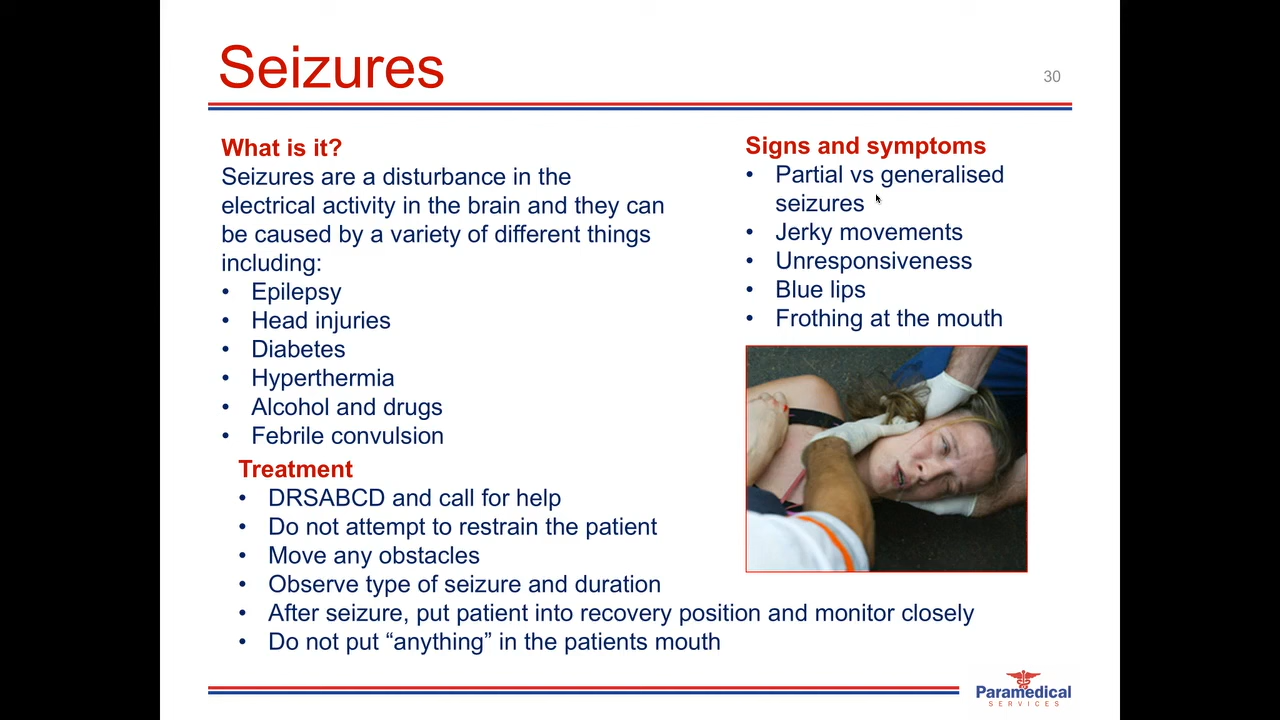 Seizures
30
What is it?
Seizures are a disturbance in the
electrical activity in the brain and they can
be caused by a variety of different things
including:
• Epilepsy
• Head injuries
• Diabetes
• Hyperthermia
• Alcohol and drugs
• Febrile convulsion
Treatment
• DRSABCD and call for help
• Do not attempt to restrain the patient
• Move any obstacles
• Observe type of seizure and duration
• After seizure, put patient into recovery position and monitor closely
• Do not put “anything” in the patients mouth
Signs and symptoms
• Partial vs generalised
seizures
• Jerky movements
• Unresponsiveness
• Blue lips
• Frothing at the mouth
Paramedical
SERVICES